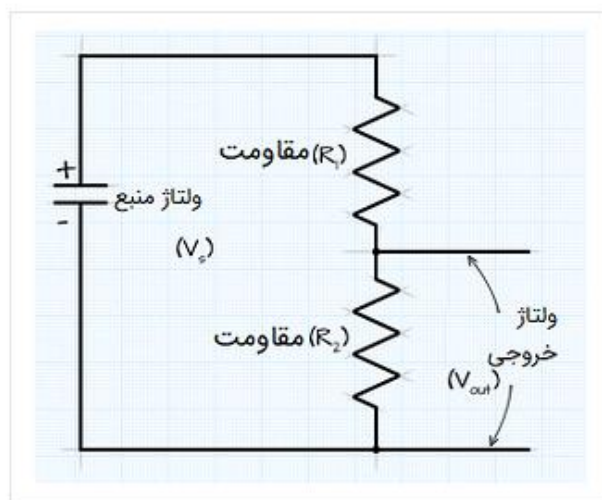 مقاومت (R₁)
+
ولتاژ منبع
-
(Vₛ)
مقاومت (R₂)
ولتاژ
خروجی
(Vout)